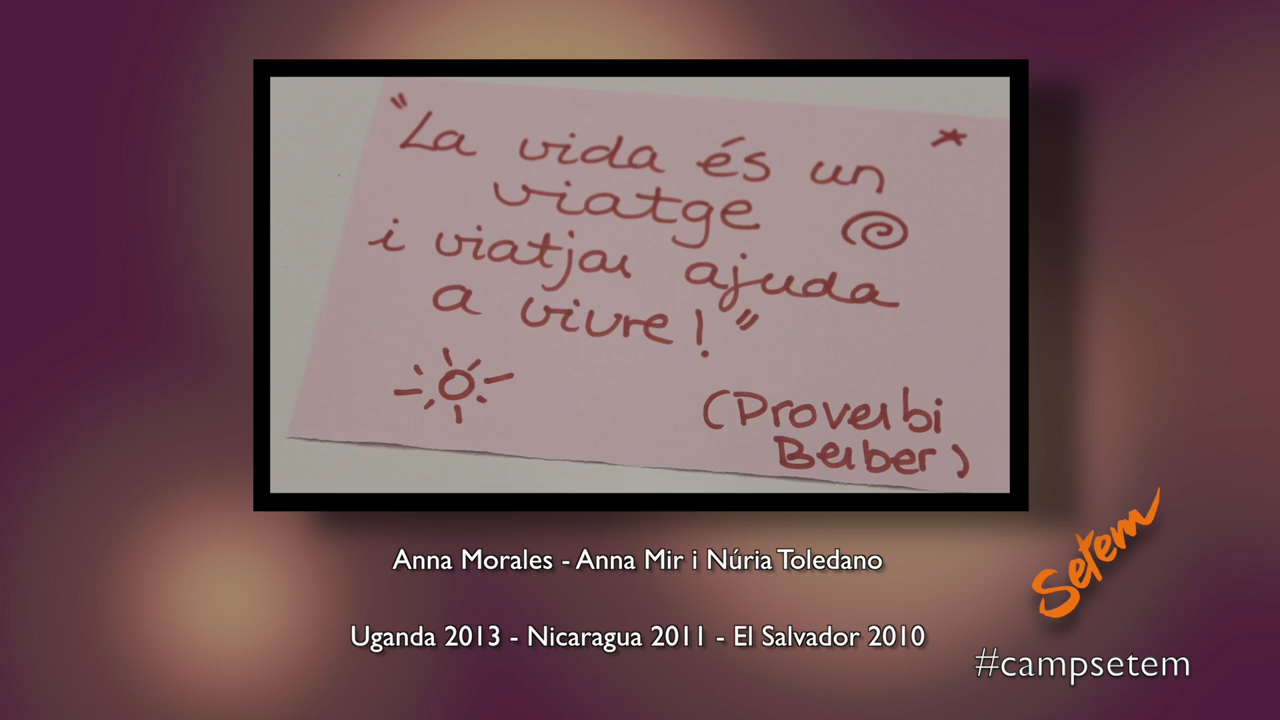 "La vida és un
viatge
i viatjar ajuda
a viure!"
(Proverbi
Berber)
Anna Morales - Anna Mir i Núria Toledano
Uganda 2013 - Nicaragua 2011 - El Salvador 2010
Setem
#campsetem